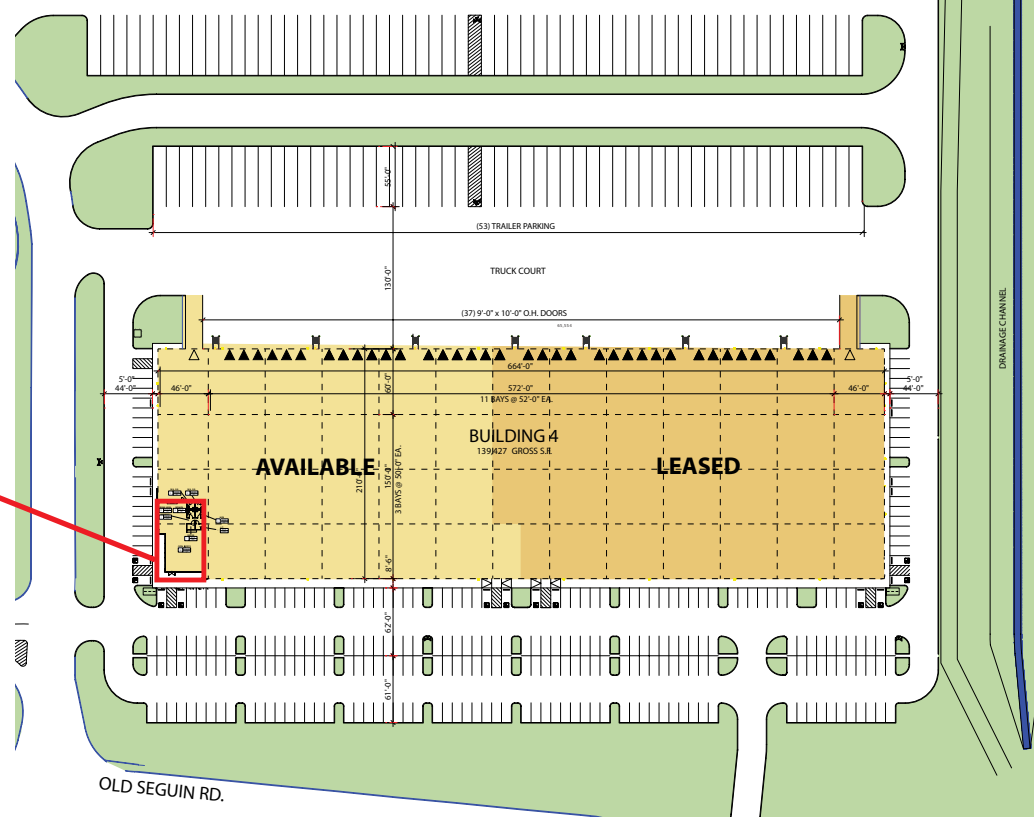 55'-0"
(53) TRAILER PARKING
TRUCK COURT
130'-0"
DRAINAGE CHANNEL
(37) 9'-0" x 10'-0" O.H. DOORS
664'-0"
5'-0"
44'-0"
46'-0"
60'-0"
572'-0"
11 BAYS @ 52'-0" EA.
46'-0"
5'-0"
44'-0"
BUILDING 4
139,427 GROSS S.F.
AVAILABLE
LEASED
150'-0"
3 BAYS @ 50'-0" EA.
8'-6"
62'-0"
61'-0"
OLD SEGUIN RD.